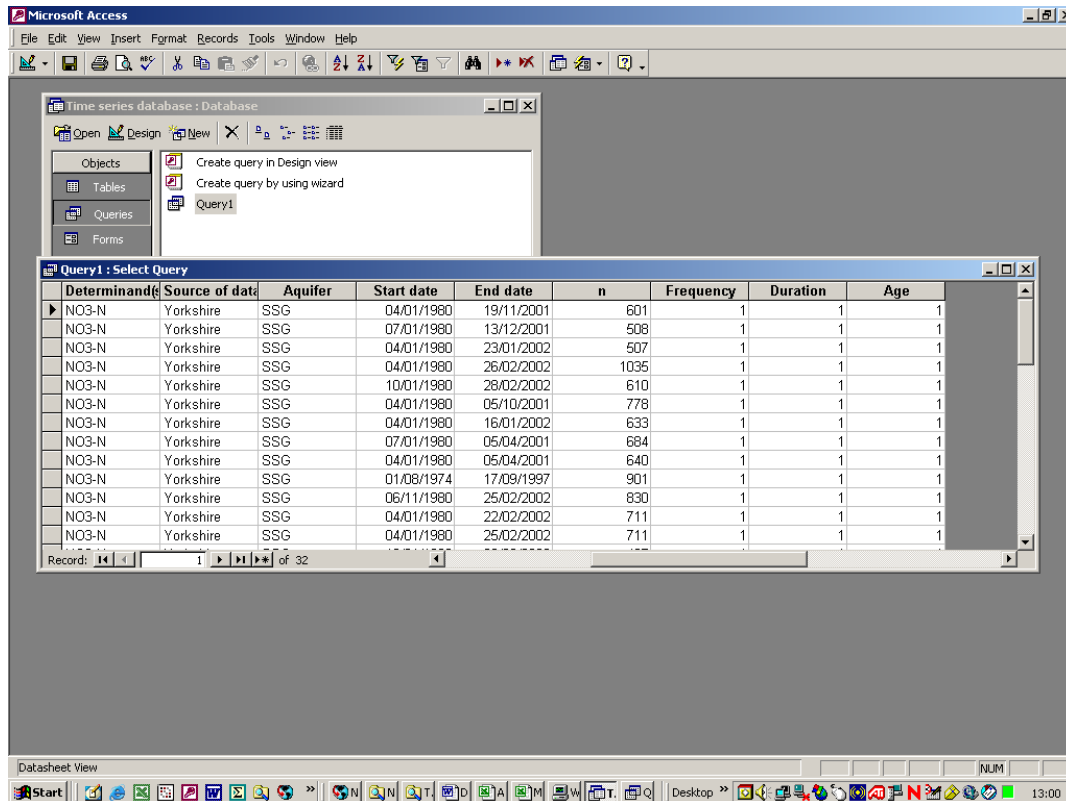 Microsoft Access
File Edit View Insert Format Records Tools Window Help
Time series database : Database
Open Design New
Objects
Create query in Design view
Tables
Create query by using wizard
Queries
Query1
Forms
Query1 : Select Query
Determinand(s Source of data Aquifer Start date End date n Frequency Duration Age
NO3-N Yorkshire SSG 04/01/1980 19/11/2001 601 1 1 1
NO3-N Yorkshire SSG 07/01/1980 13/12/2001 508 1 1 1
NO3-N Yorkshire SSG 04/01/1980 23/01/2002 507 1 1 1
NO3-N Yorkshire SSG 04/01/1980 26/02/2002 1035 1 1 1
NO3-N Yorkshire SSG 10/01/1980 28/02/2002 610 1 1 1
NO3-N Yorkshire SSG 04/01/1980 05/10/2001 778 1 1 1
NO3-N Yorkshire SSG 04/01/1980 16/01/2002 633 1 1 1
NO3-N Yorkshire SSG 07/01/1980 05/04/2001 684 1 1 1
NO3-N Yorkshire SSG 04/01/1980 05/04/2001 640 1 1 1
NO3-N Yorkshire SSG 01/08/1974 17/09/1997 901 1 1 1
NO3-N Yorkshire SSG 06/11/1980 25/02/2002 830 1 1 1
NO3-N Yorkshire SSG 04/01/1980 22/02/2002 711 1 1 1
NO3-N Yorkshire SSG 04/01/1980 25/02/2002 711 1 1 1
Record: 1 of 32
Datasheet View NUM
Start » N N T. D A M W T. Q Desktop » N 13:00